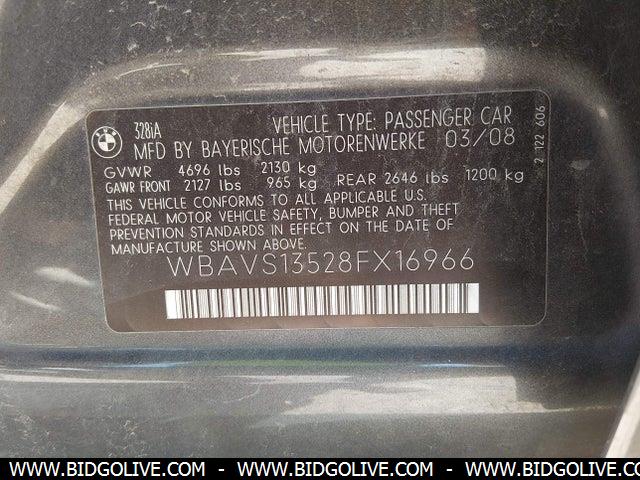 BMW
328iA VEHICLE TYPE: PASSENGER CAR
MFD BY BAYERISCHE MOTORENWERKE 03/08
GVWR 4696 lbs 2130 kg
GAWR FRONT 2127 lbs 965 kg REAR 2646 lbs 1200 kg
THIS VEHICLE CONFORMS TO ALL APPLICABLE U.S.
FEDERAL MOTOR VEHICLE SAFETY, BUMPER AND THEFT
PREVENTION STANDARDS IN EFFECT ON THE DATE OF
MANUFACTURE SHOWN ABOVE.
WBAVS13528FX16966
2 122 606
WWW.BIDGOLIVE.COM - WWW.BIDGOLIVE.COM - WWW.BIDGOLIVE.COM